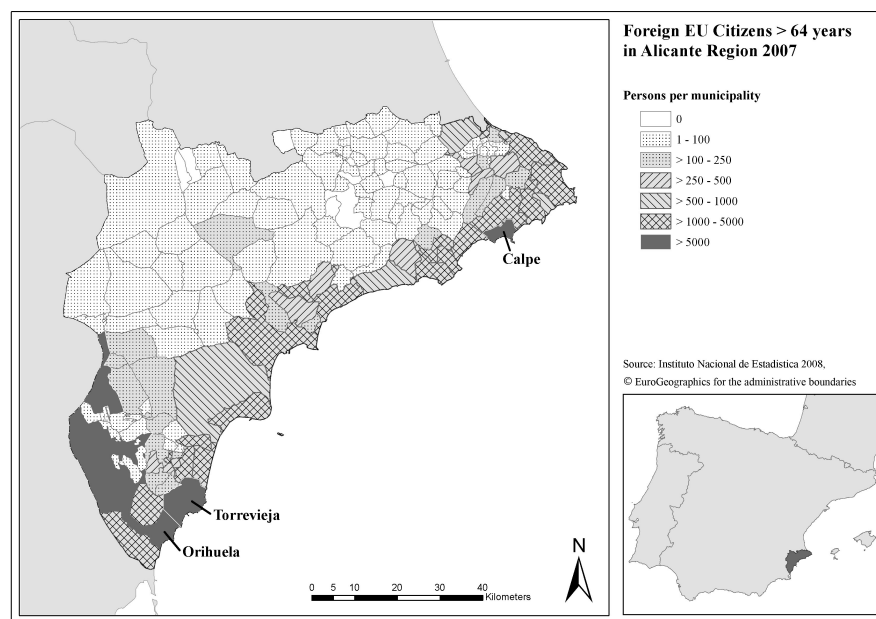 Foreign EU Citizens > 64 years
in Alicante Region 2007
Persons per municipality
0
1 - 100
> 100 - 250
> 250 - 500
> 500 - 1000
> 1000 - 5000
> 5000
Calpe
Torrevieja
Orihuela
N
0 5 10 20 30 40
Kilometers
Source: Instituto Nacional de Estadistica 2008,
© EuroGeographics for the administrative boundaries